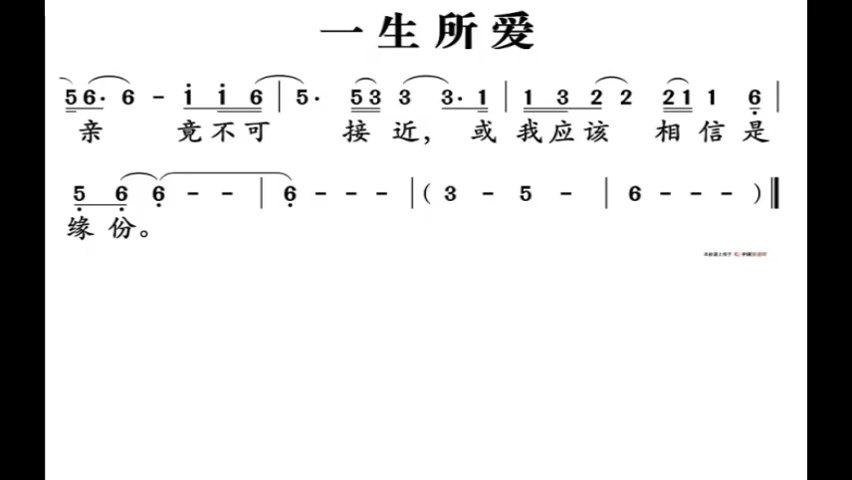 一生所爱
56· 6 - i i 6 | 5· 53 3 3· 1 | 1 3 2 2 21 1 6 |
亲 竟不可 接近，或我应该 相信是
5 6 6 - - | 6 - - - | ( 3 - 5 - | 6 - - - )
缘份。